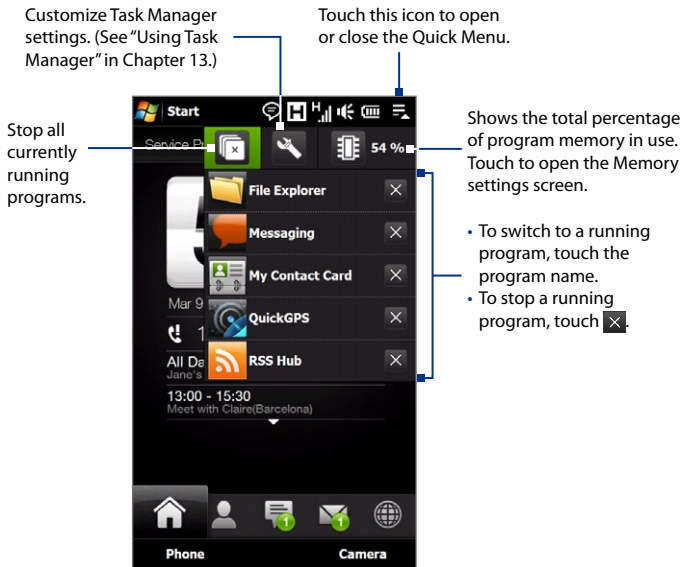 Customize Task Manager
settings. (See “Using Task
Manager” in Chapter 13.)
Touch this icon to open
or close the Quick Menu.
Stop all
currently
running
programs.
Start
H
H
Service P
54 %
File Explorer
Messaging
My Contact Card
QuickGPS
RSS Hub
Mar 9
1
All Da
Jane's
13:00 - 15:30
Meet with Claire(Barcelona)
1
1
Phone
Camera
Shows the total percentage
of program memory in use.
Touch to open the Memory
settings screen.
• To switch to a running
program, touch the
program name.
• To stop a running
program, touch ✕.